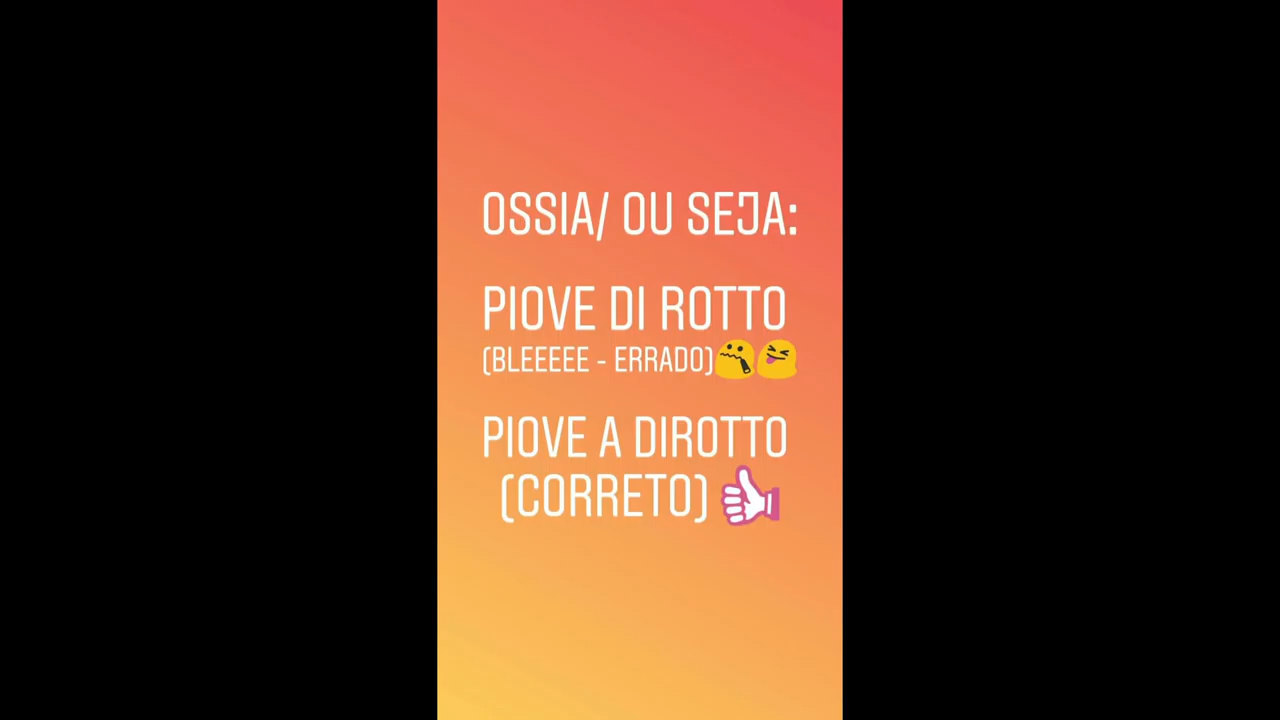 OSSIA/ OU SEJA:
PIOVE DI ROTTO
(BLEEEEE - ERRADO)
PIOVE A DIROTTO
(CORRETO)